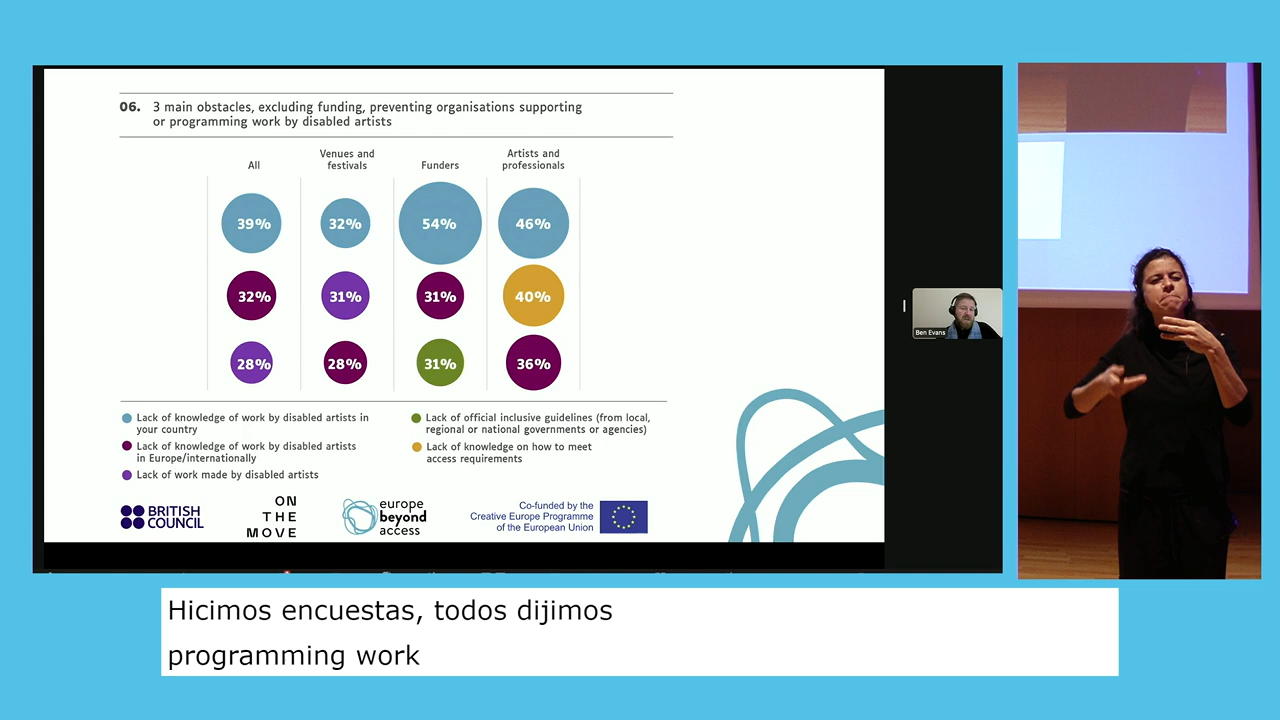 06. 3 main obstacles, excluding funding, preventing organisations supporting
or programming work by disabled artists
All
Venues and
festivals
Funders
Artists and
professionals
39% 32% 54% 46%
32% 31% 31% 40%
28% 28% 31% 36%
Lack of knowledge of work by disabled artists in
your country
Lack of knowledge of work by disabled artists
in Europe/internationally
Lack of work made by disabled artists
Lack of official inclusive guidelines (from local,
regional or national governments or agencies)
Lack of knowledge on how to meet
access requirements
BRITISH
COUNCIL
ON
THE
MOVE
europe
beyond
access
Co-funded by the
Creative Europe Programme
of the European Union
Ben Evans
Hicimos encuestas, todos dijimos
programming work